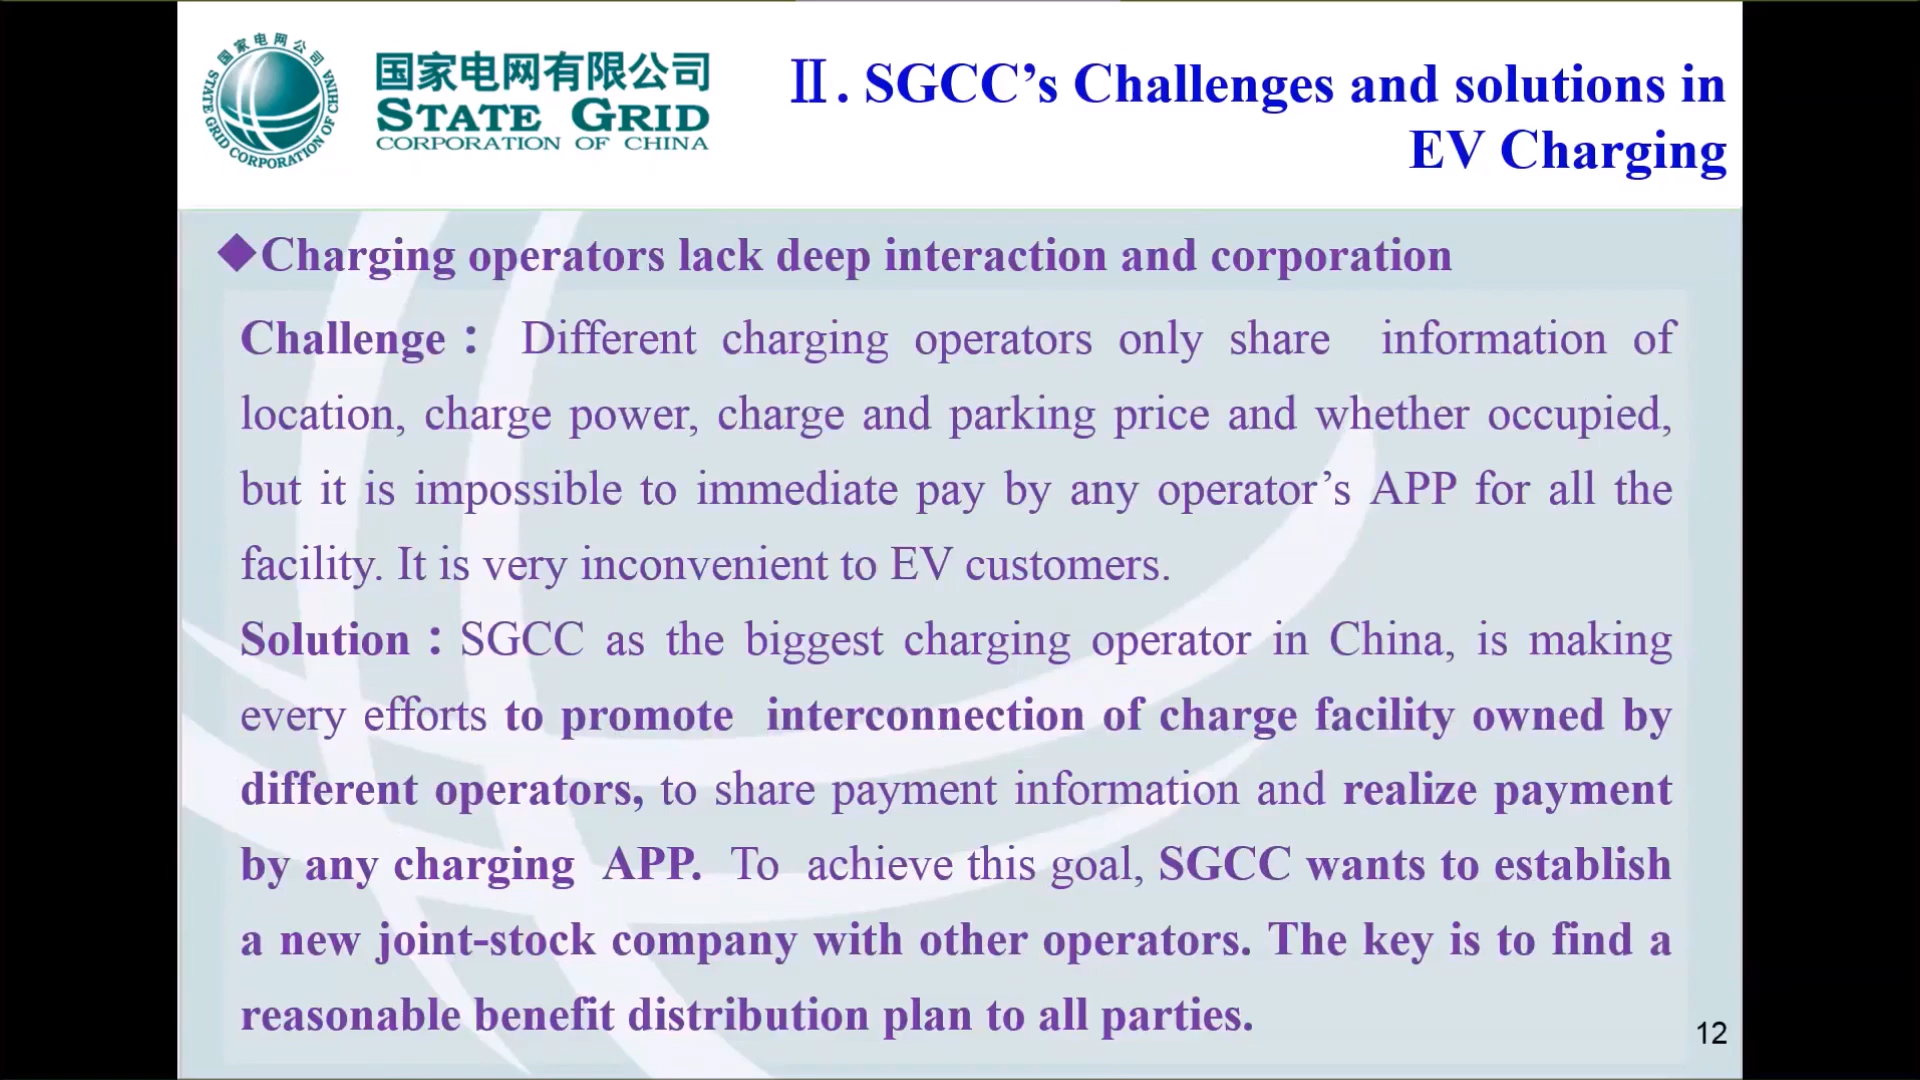 国家电网公司
STATE GRID CORPORATION OF CHINA
国家电网有限公司
STATE GRID
CORPORATION OF CHINA
Ⅱ. SGCC’s Challenges and solutions in
EV Charging
◆Charging operators lack deep interaction and corporation
Challenge： Different charging operators only share information of
location, charge power, charge and parking price and whether occupied,
but it is impossible to immediate pay by any operator’s APP for all the
facility. It is very inconvenient to EV customers.
Solution：SGCC as the biggest charging operator in China, is making
every efforts to promote interconnection of charge facility owned by
different operators, to share payment information and realize payment
by any charging APP. To achieve this goal, SGCC wants to establish
a new joint-stock company with other operators. The key is to find a
reasonable benefit distribution plan to all parties.
12